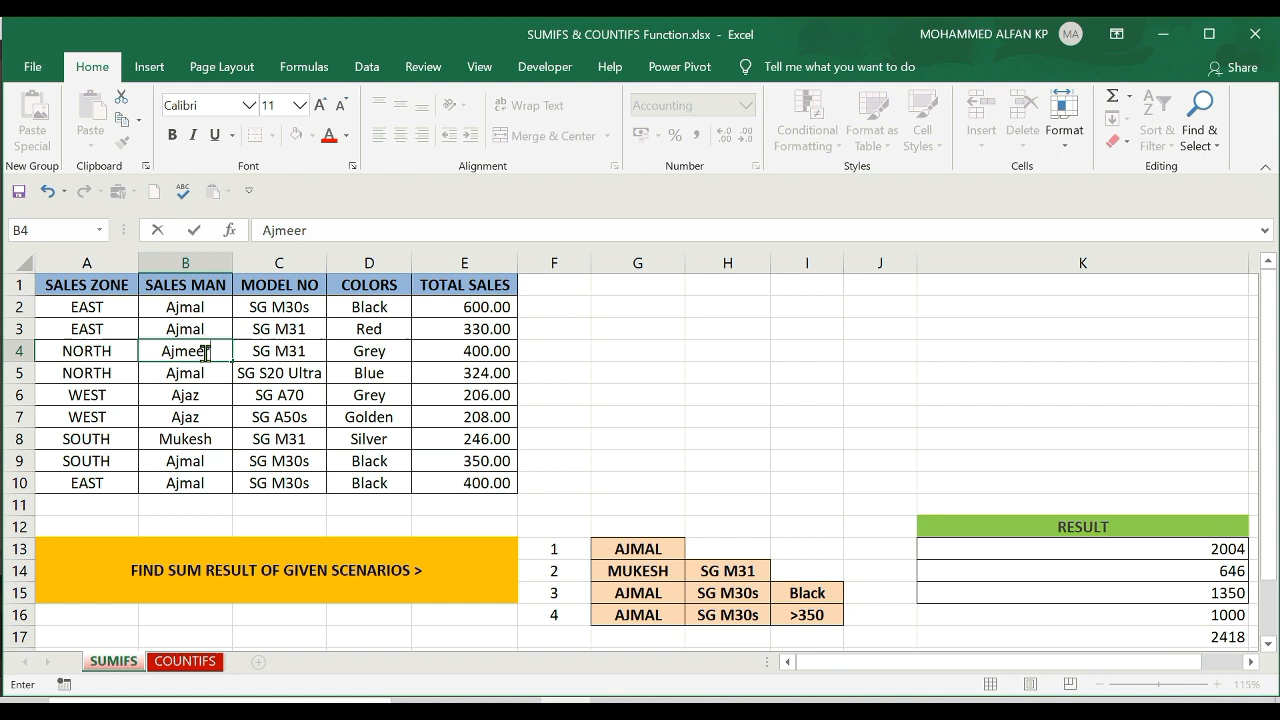 SUMIFS & COUNTIFS Function.xlsx - Excel
MOHAMMED ALFAN KP MA
File Home Insert Page Layout Formulas Data Review View Developer Help Power Pivot Tell me what you want to do Share
Paste Special
New Group
Paste
Clipboard
Calibri 11
B I U A
Font
ab Wrap Text
Merge & Center
Alignment
Accounting
%
Number
Conditional Formatting
Format as Table
Cell Styles
Styles
Insert Delete Format
Cells
Sort & Filter
Find & Select
Editing
B4 fx Ajmeer
A B C D E F G H I J K
1 SALES ZONE SALES MAN MODEL NO COLORS TOTAL SALES
2 EAST Ajmal SG M30s Black 600.00
3 EAST Ajmal SG M31 Red 330.00
4 NORTH Ajmeer SG M31 Grey 400.00
5 NORTH Ajmal SG S20 Ultra Blue 324.00
6 WEST Ajaz SG A70 Grey 206.00
7 WEST Ajaz SG A50s Golden 208.00
8 SOUTH Mukesh SG M31 Silver 246.00
9 SOUTH Ajmal SG M30s Black 350.00
10 EAST Ajmal SG M30s Black 400.00
11
12 RESULT
13 1 AJMAL 2004
14 FIND SUM RESULT OF GIVEN SCENARIOS > 2 MUKESH SG M31 646
15 3 AJMAL SG M30s Black 1350
16 4 AJMAL SG M30s >350 1000
17 2418
SUMIFS COUNTIFS
Enter 115%